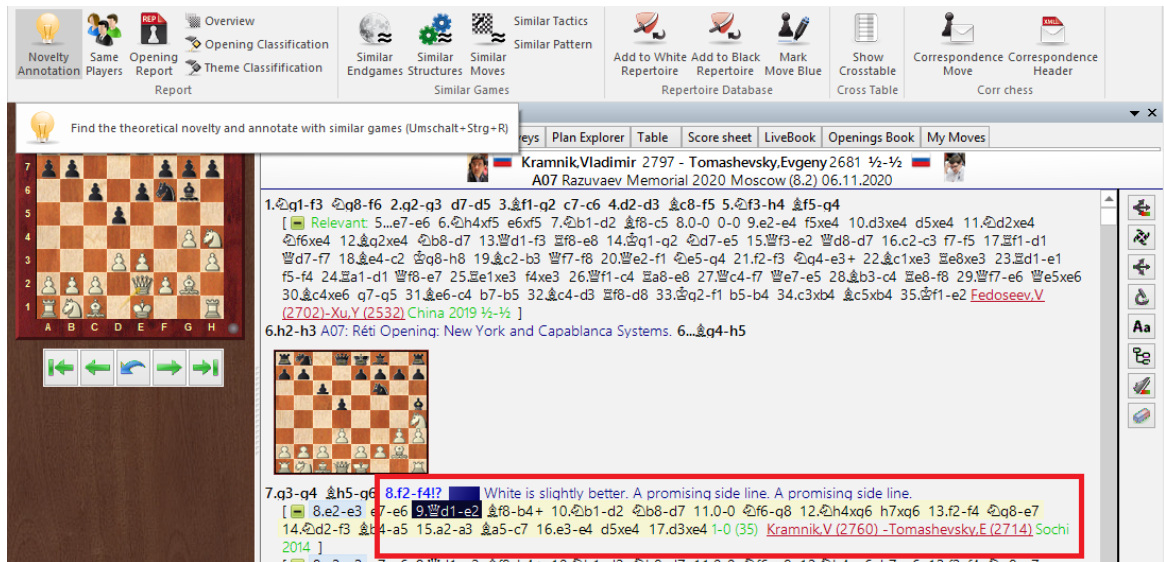 Novelty
Annotation
Same
Players
REP
Opening
Report
Overview
Opening Classification
Theme Classifification
Report
Similar
Endgames
Similar
Structures
Similar
Moves
Similar Tactics
Similar Pattern
Similar Games
Add to White
Repertoire
Add to Black
Repertoire
Mark
Move Blue
Repertoire Database
Show
Crosstable
Cross Table
Correspondence
Move
XML
Correspondence
Header
Corr chess
Find the theoretical novelty and annotate with similar games (Umschalt+Strg+R)
Plan Explorer Table Score sheet LiveBook Openings Book My Moves
Kramnik,Vladimir 2797 - Tomashevsky,Evgeny 2681 ½-½
A07 Razuvaev Memorial 2020 Moscow (8.2) 06.11.2020
7
6
5
4
3
2
1
A B C D E F G H
1.♘g1-f3 ♘g8-f6 2.g2-g3 d7-d5 3.♗f1-g2 c7-c6 4.d2-d3 ♗c8-f5 5.♘f3-h4 ♗f5-g4
[ Relevant: 5...e7-e6 6.♘h4xf5 e6xf5 7.♘b1-d2 ♗f8-c5 8.0-0 0-0 9.e2-e4 f5xe4 10.d3xe4 d5xe4 11.♘d2xe4
♘f6xe4 12.♗g2xe4 ♘b8-d7 13.♕d1-f3 ♖f8-e8 14.♔g1-g2 ♘d7-e5 15.♕f3-e2 ♕d8-d7 16.c2-c3 f7-f5 17.♖f1-d1
♕d7-f7 18.♗e4-c2 ♔g8-h8 19.♗c2-b3 ♕f7-f8 20.♕e2-f1 ♘e5-g4 21.f2-f3 ♘g4-e3+ 22.♗c1xe3 ♖e8xe3 23.♖d1-e1
f5-f4 24.♖a1-d1 ♕f8-e7 25.♖e1xe3 f4xe3 26.♕f1-c4 ♖a8-e8 27.♕c4-f7 ♕e7-e5 28.♗b3-c4 ♖e8-f8 29.♕f7-e6 ♕e5xe6
30.♗c4xe6 g7-g5 31.♗e6-c4 b7-b5 32.♗c4-d3 ♖f8-d8 33.♔g2-f1 b5-b4 34.c3xb4 ♗c5xb4 35.♔f1-e2 Fedoseev,V
(2702)-Xu,Y (2532) China 2019 ½-½ ]
6.h2-h3 A07: Réti Opening: New York and Capablanca Systems. 6...♗g4-h5
7.g3-g4 ♗h5-g6 8.f2-f4!? White is slightly better. A promising side line. A promising side line.
[ 8.e2-e3 e7-e6 9.♕d1-e2 ♗f8-b4+ 10.♘b1-d2 ♘b8-d7 11.0-0 ♘f6-g8 12.♘h4xg6 h7xg6 13.f2-f4 ♘g8-e7
14.♘d2-f3 ♗b4-a5 15.a2-a3 ♗a5-c7 16.e3-e4 d5xe4 17.d3xe4 1-0 (35) Kramnik,V (2760) -Tomashevsky,E (2714) Sochi
2014 ]
Aa